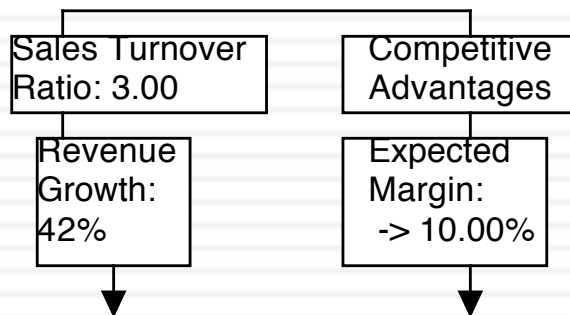 Sales Turnover
Ratio: 3.00
Competitive
Advantages
Revenue
Growth:
42%
Expected
Margin:
-> 10.00%